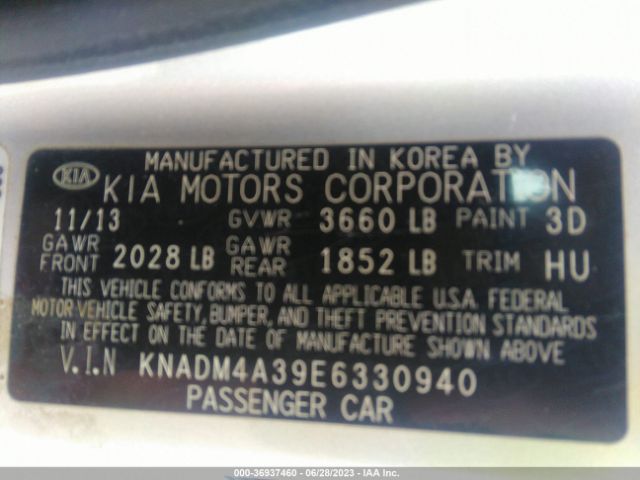 MANUFACTURED IN KOREA BY
KIA KIA MOTORS CORPORATION
11/13 GVWR 3660 LB PAINT 3D
GAWR FRONT 2028 LB GAWR REAR 1852 LB TRIM HU
THIS VEHICLE CONFORMS TO ALL APPLICABLE U.S.A. FEDERAL
MOTOR VEHICLE SAFETY, BUMPER, AND THEFT PREVENTION STANDARDS
IN EFFECT ON THE DATE OF MANUFACTURE SHOWN ABOVE
V.I.N KNADM4A39E6330940
PASSENGER CAR
000-36937460 - 06/28/2023 - IAAI Inc.